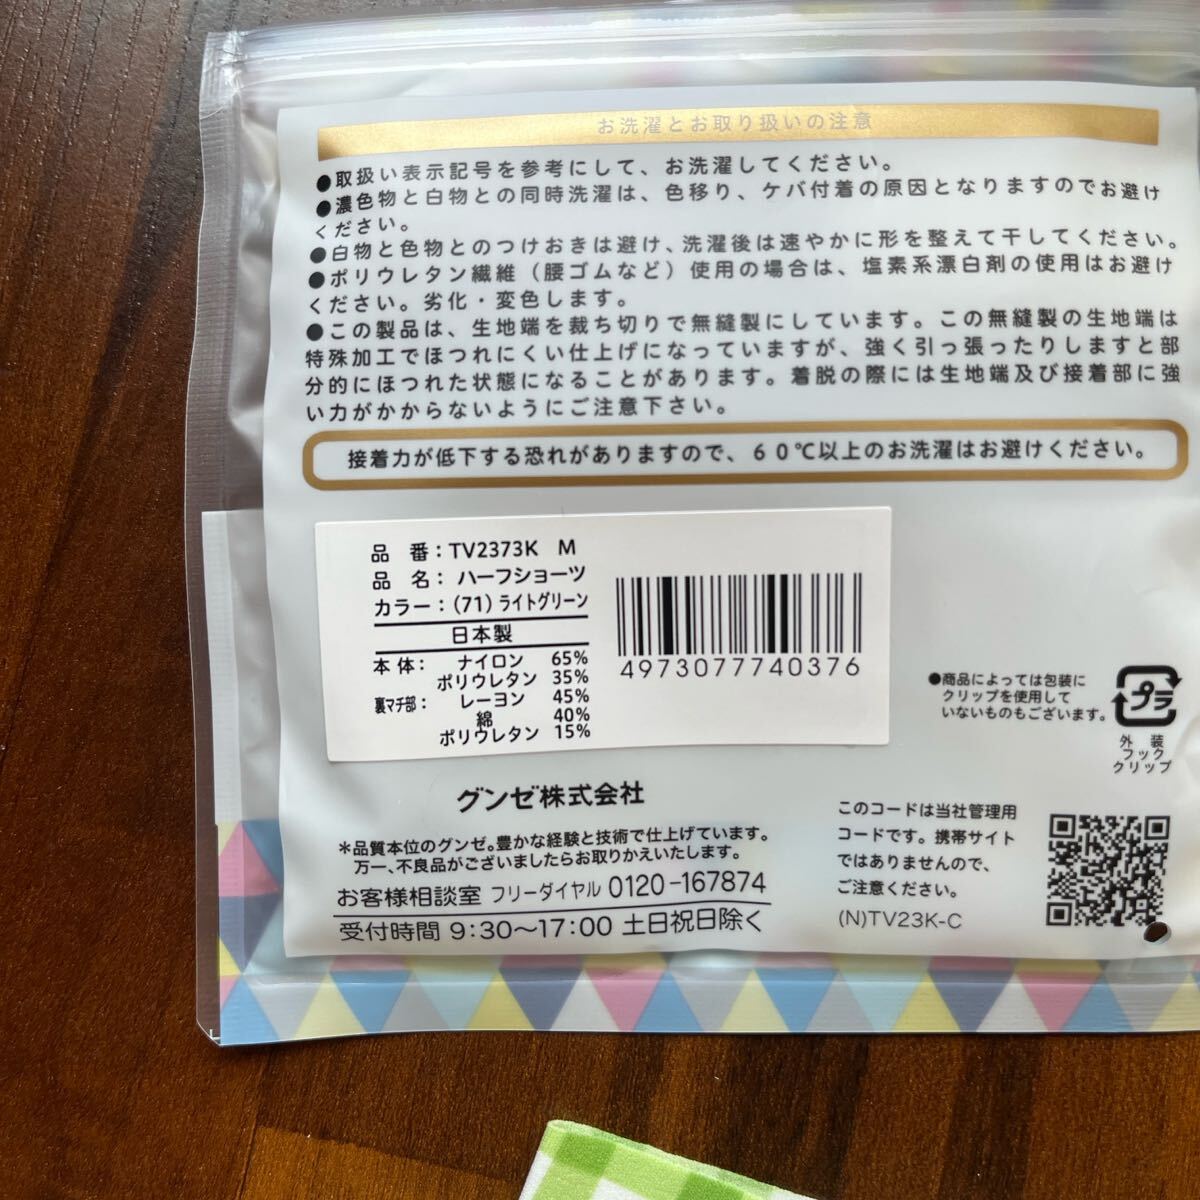 お洗濯とお取り扱いの注意
●取扱い表示記号を参考にして、お洗濯してください。
●濃色物と白物との同時洗濯は、色移り、ケバ付着の原因となりますのでお避け
ください。
●白物と色物とのつけおきは避け、洗濯後は速やかに形を整えて干してください。
●ポリウレタン繊維（腰ゴムなど）使用の場合は、塩素系漂白剤の使用はお避け
ください。劣化・変色します。
●この製品は、生地端を裁ち切りで無縫製にしています。この無縫製の生地端は
特殊加工でほつれにくい仕上げになっていますが、強く引っ張ったりしますと部
分的にほつれた状態になることがあります。着脱の際には生地端及び接着部に強
い力がかからないようにご注意下さい。
接着力が低下する恐れがありますので、６０℃以上のお洗濯はお避けください。
品 番：TV2373K M
品 名：ハーフショーツ
カラー：(71) ライトグリーン
日本製
本 体： ナイロン 65%
ポリウレタン 35%
裏マチ部： レーヨン 45%
綿 40%
ポリウレタン 15%
4973077740376
●商品によっては包装に
クリップを使用して
いないものもございます。
プラ
外 装
フック
クリップ
グンゼ株式会社
＊品質本位のグンゼ。豊かな経験と技術で仕上げています。
万一、不良品がございましたらお取りかえいたします。
お客様相談室 フリーダイヤル 0120-167874
受付時間 9:30〜17:00 土日祝日除く
このコードは当社管理用
コードです。携帯サイト
ではありませんので、
ご注意ください。
(N)TV23K-C